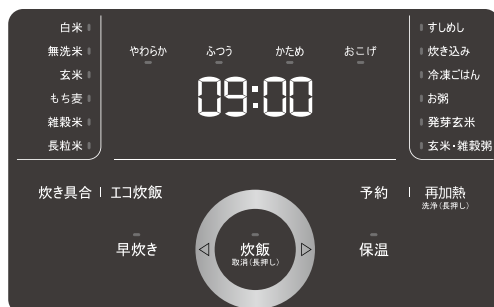 白米
無洗米
玄米
もち麦
雑穀米
長粒米
やわらか ふつう かため おこげ
09:00
すしめし
炊き込み
冷凍ごはん
お粥
発芽玄米
玄米・雑穀粥
炊き具合 エコ炊飯 予約 再加熱
洗浄(長押し)
早炊き 炊飯 保温
取消(長押し)